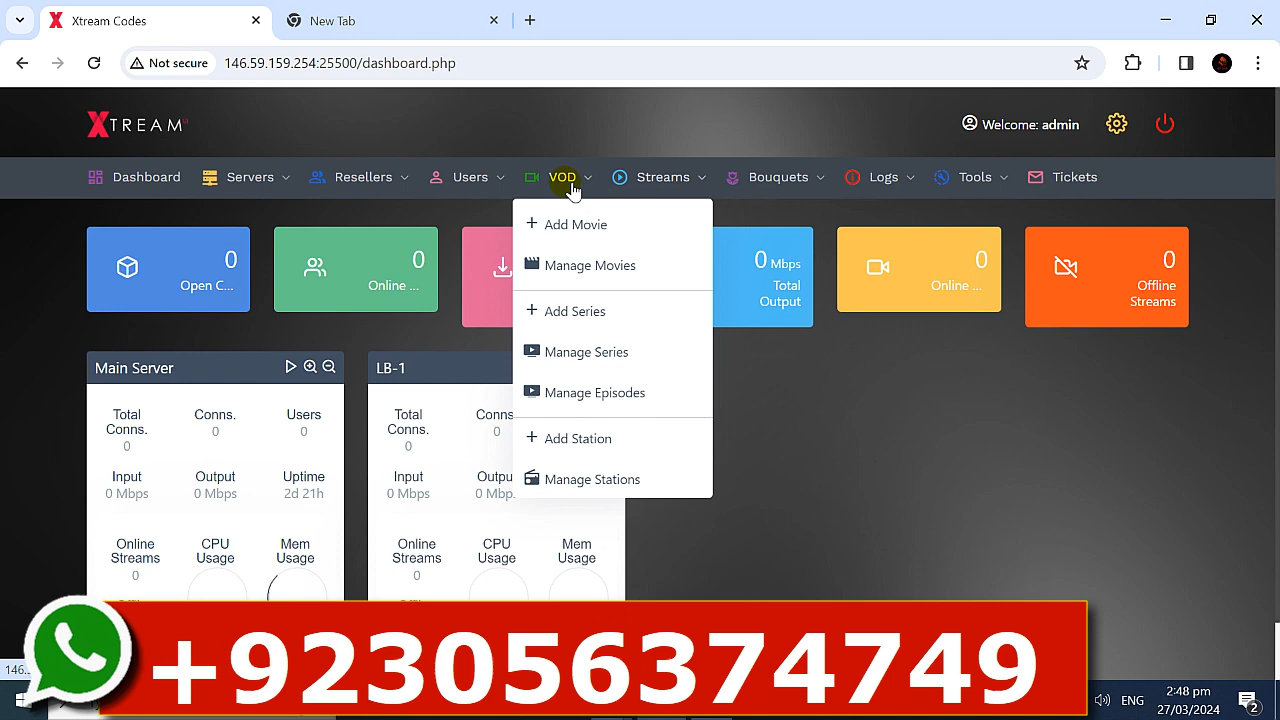 Xtream Codes
New Tab
Not secure
146.59.159.254:25500/dashboard.php
XTREAM UI
Welcome: admin
Dashboard Servers Resellers Users VOD Streams Bouquets Logs Tools Tickets
+ Add Movie
Manage Movies
+ Add Series
Manage Series
Manage Episodes
+ Add Station
Manage Stations
0
Open C...
0
Online ...
0 Mbps
Total
Output
0
Online ...
0
Offline
Streams
Main Server
Total
Conns.
0
Conns.
0
Users
0
Input
0 Mbps
Output
0 Mbps
Uptime
2d 21h
Online
Streams
0
CPU
Usage
Mem
Usage
LB-1
Total
Conns.
0
Conns
0
Input
0 Mbps
Outpu
0 Mbp
Online
Streams
0
CPU
Usage
Mem
Usage
146.
+923056374749
ENG
2:48 pm
27/03/2024
2